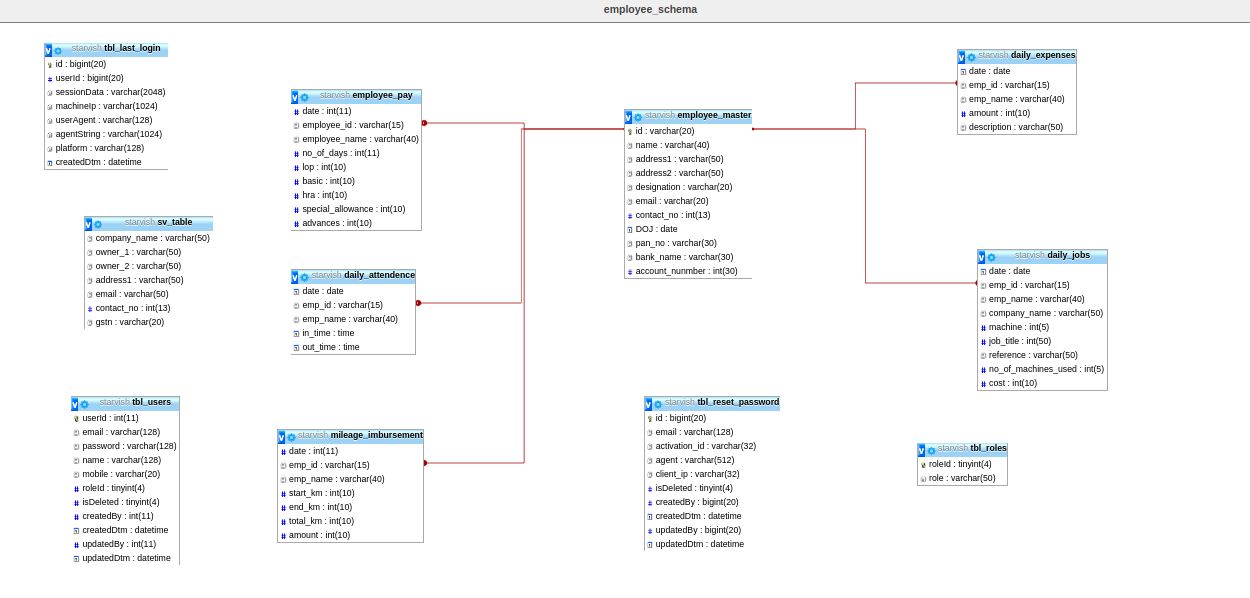 employee_schema
starvish tbl_last_login
id : bigint(20)
userId : bigint(20)
sessionData : varchar(2048)
machineIp : varchar(1024)
userAgent : varchar(128)
agentString : varchar(1024)
platform : varchar(128)
createdDtm : datetime
starvish sv_table
company_name : varchar(50)
owner_1 : varchar(50)
owner_2 : varchar(50)
address1 : varchar(50)
email : varchar(50)
contact_no : int(13)
gstn : varchar(20)
starvish tbl_users
userId : int(11)
email : varchar(128)
password : varchar(128)
name : varchar(128)
mobile : varchar(20)
roleId : tinyint(4)
isDeleted : tinyint(4)
createdBy : int(11)
createdDtm : datetime
updatedBy : int(11)
updatedDtm : datetime
starvish employee_pay
date : int(11)
employee_id : varchar(15)
employee_name : varchar(40)
no_of_days : int(11)
lop : int(10)
basic : int(10)
hra : int(10)
special_allowance : int(10)
advances : int(10)
starvish daily_attendence
date : date
emp_id : varchar(15)
emp_name : varchar(40)
in_time : time
out_time : time
starvish mileage_imbursement
date : int(11)
emp_id : varchar(15)
emp_name : varchar(40)
start_km : int(10)
end_km : int(10)
total_km : int(10)
amount : int(10)
starvish employee_master
id : varchar(20)
name : varchar(40)
address1 : varchar(50)
address2 : varchar(50)
designation : varchar(20)
email : varchar(20)
contact_no : int(13)
DOJ : date
pan_no : varchar(30)
bank_name : varchar(30)
account_nunmber : int(30)
starvish tbl_reset_password
id : bigint(20)
email : varchar(128)
activation_id : varchar(32)
agent : varchar(512)
client_ip : varchar(32)
isDeleted : tinyint(4)
createdBy : bigint(20)
createdDtm : datetime
updatedBy : bigint(20)
updatedDtm : datetime
starvish daily_expenses
date : date
emp_id : varchar(15)
emp_name : varchar(40)
amount : int(10)
description : varchar(50)
starvish daily_jobs
date : date
emp_id : varchar(15)
emp_name : varchar(40)
company_name : varchar(50)
machine : int(5)
job_title : int(50)
reference : varchar(50)
no_of_machines_used : int(5)
cost : int(10)
starvish tbl_roles
roleId : tinyint(4)
role : varchar(50)